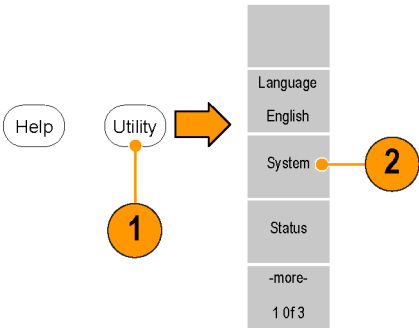 Help
Utility
1
Language
English
System
2
Status
-more-
1 Of 3